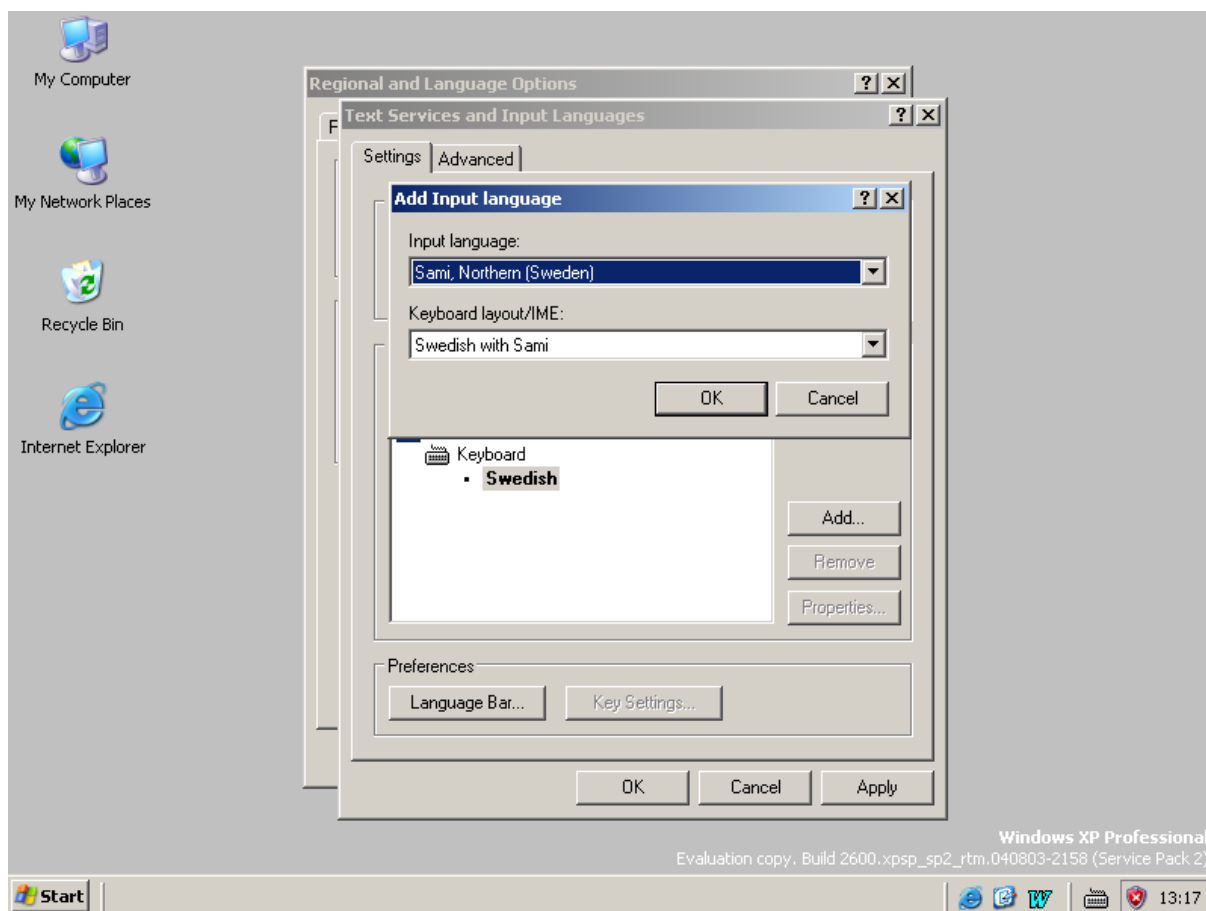 My Computer
My Network Places
Recycle Bin
Internet Explorer
Regional and Language Options
Text Services and Input Languages
Settings
Advanced
Add Input language
Input language:
Sami, Northern (Sweden)
Keyboard layout/IME:
Swedish with Sami
OK
Cancel
Keyboard
Swedish
Add...
Remove
Properties...
Preferences
Language Bar...
Key Settings...
OK
Cancel
Apply
Windows XP Professional
Evaluation copy. Build 2600.xpsp_sp2_rtm.040803-2158 (Service Pack 2)
Start
13:17